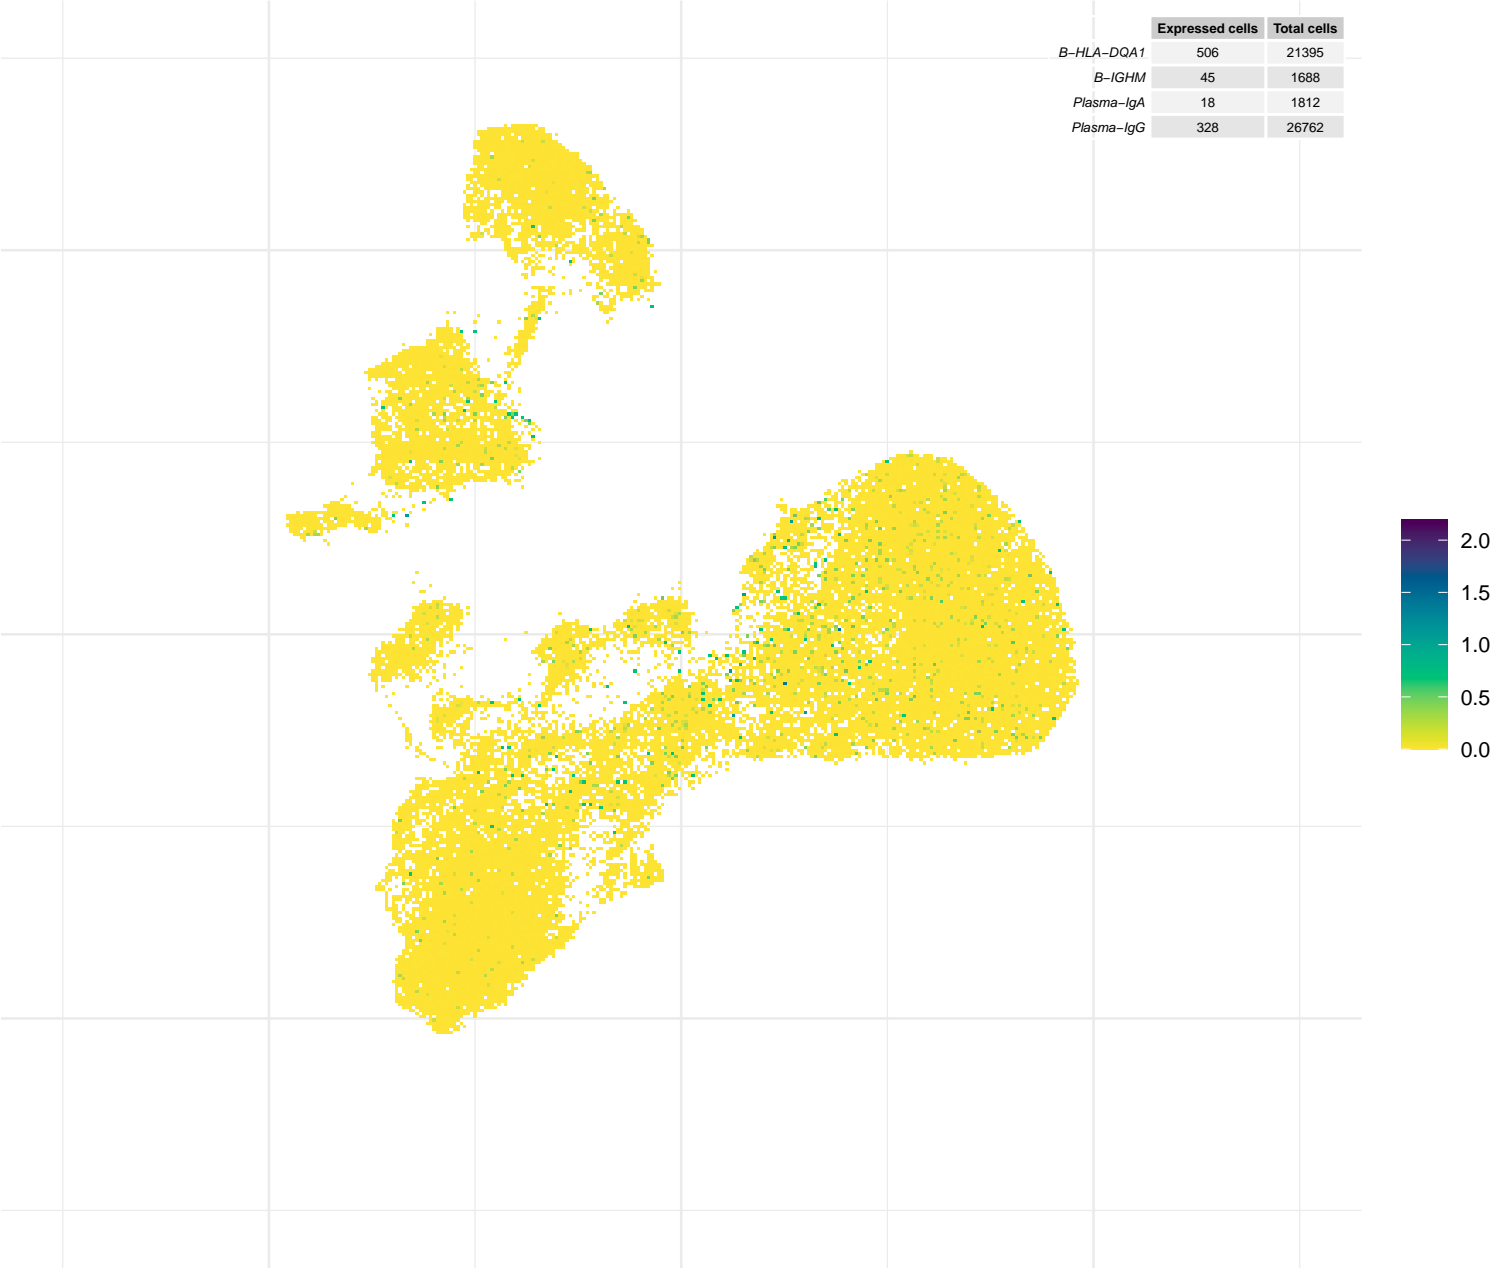 Expressed cells Total cells
B−HLA−DQA1 506 21395
B−IGHM 45 1688
Plasma−IgA 18 1812
Plasma−IgG 328 26762
2.0
1.5
1.0
0.5
0.0